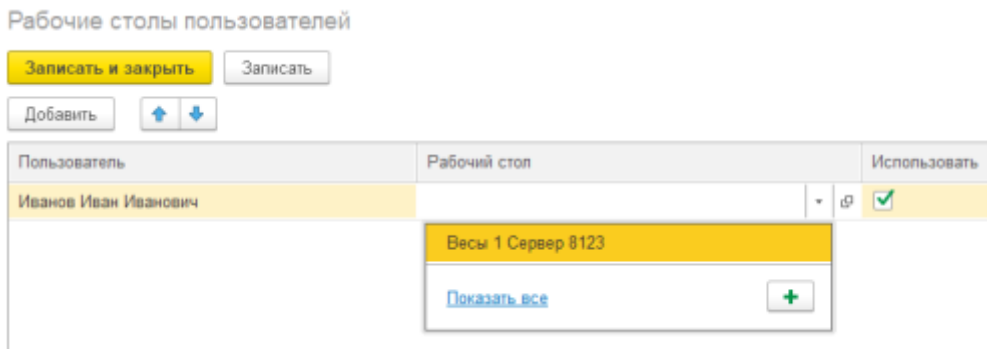 Рабочие столы пользователей
Записать и закрыть Записать
Добавить
Пользователь Рабочий стол Использовать
Иванов Иван Иванович
Весы 1 Сервер 8123
Показать все